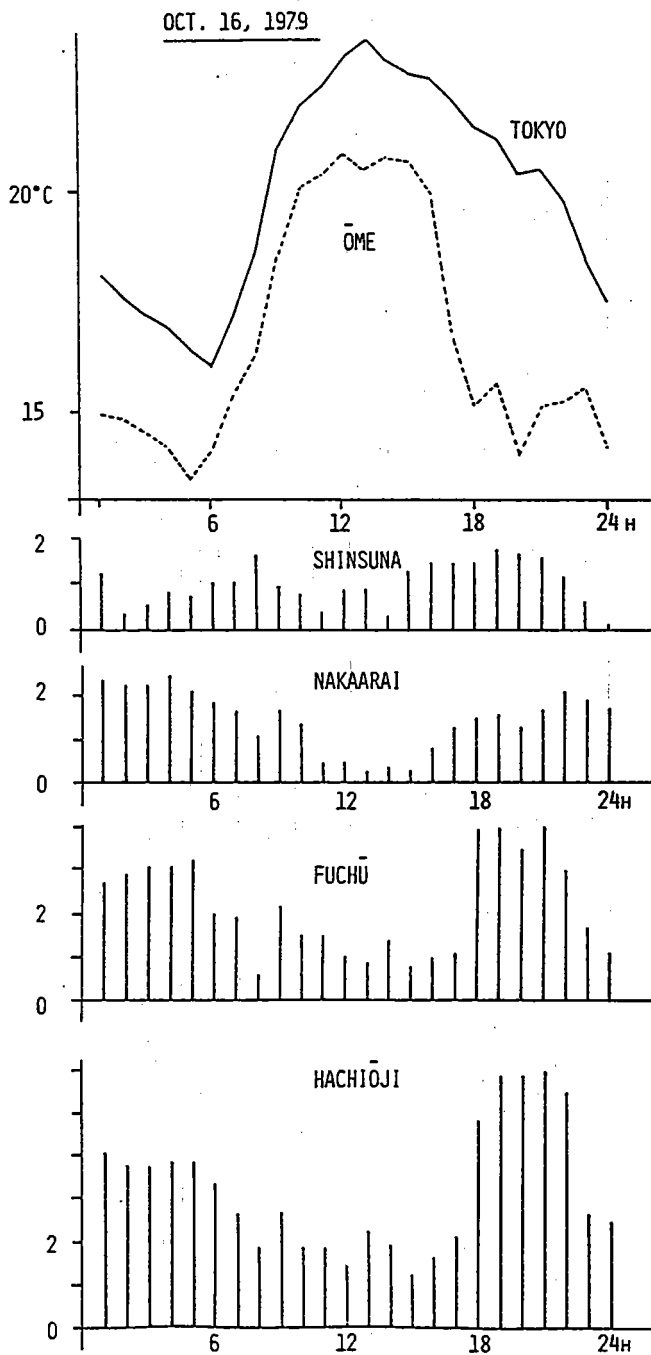 OCT. 16, 1979
TOKYO
20°C
ŌME
15
6 12 18 24 H
2
SHINSUNA
0
NAKAARAI
2
0
6 12 18 24H
FUCHŪ
2
0
HACHIŌJI
2
0
6 12 18 24H